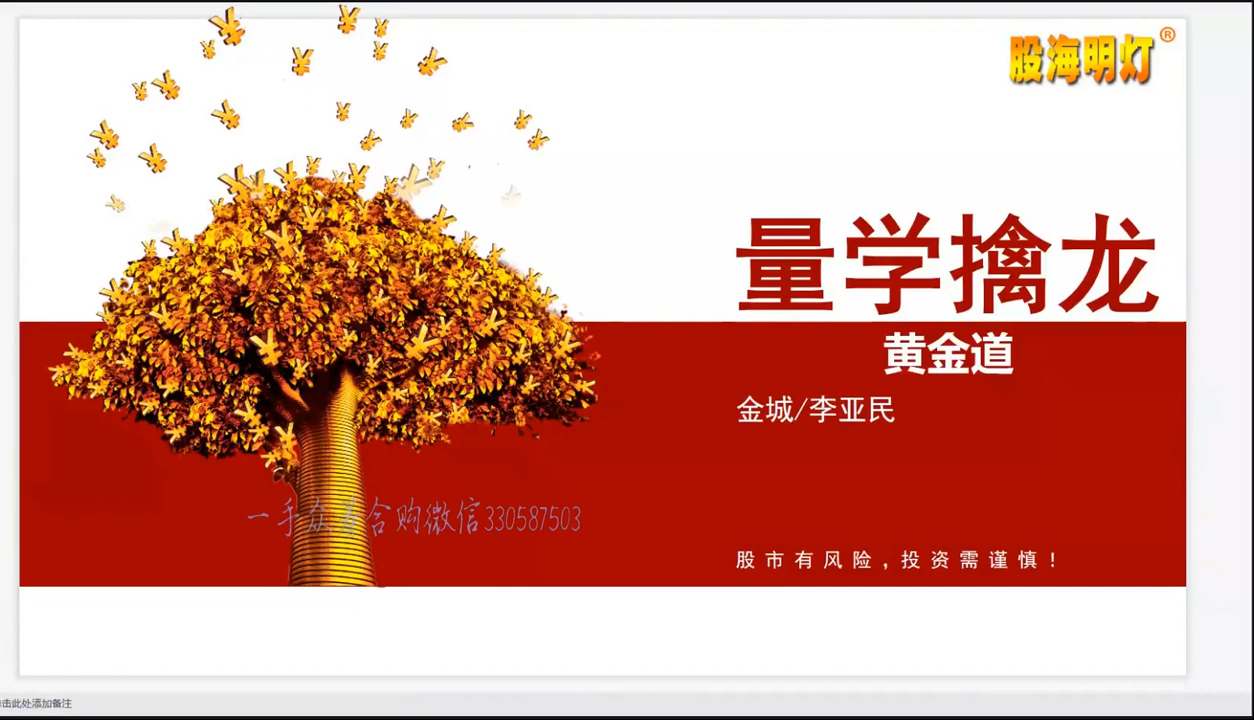 股海明灯®
量学擒龙
黄金道
金城/李亚民
一手众筹合购微信330587503
股市有风险,投资需谨慎!
单击此处添加备注